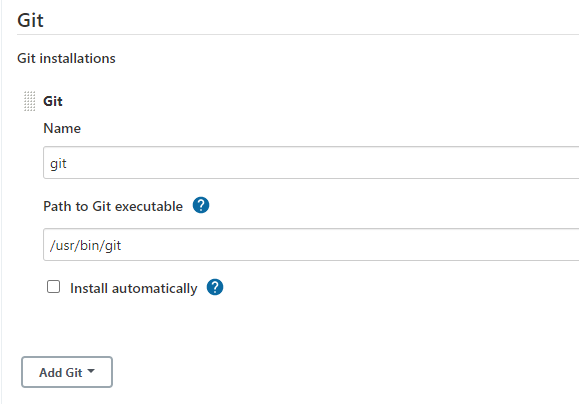 Git
Git installations
Git
Name
git
Path to Git executable ?
/usr/bin/git
Install automatically ?
Add Git